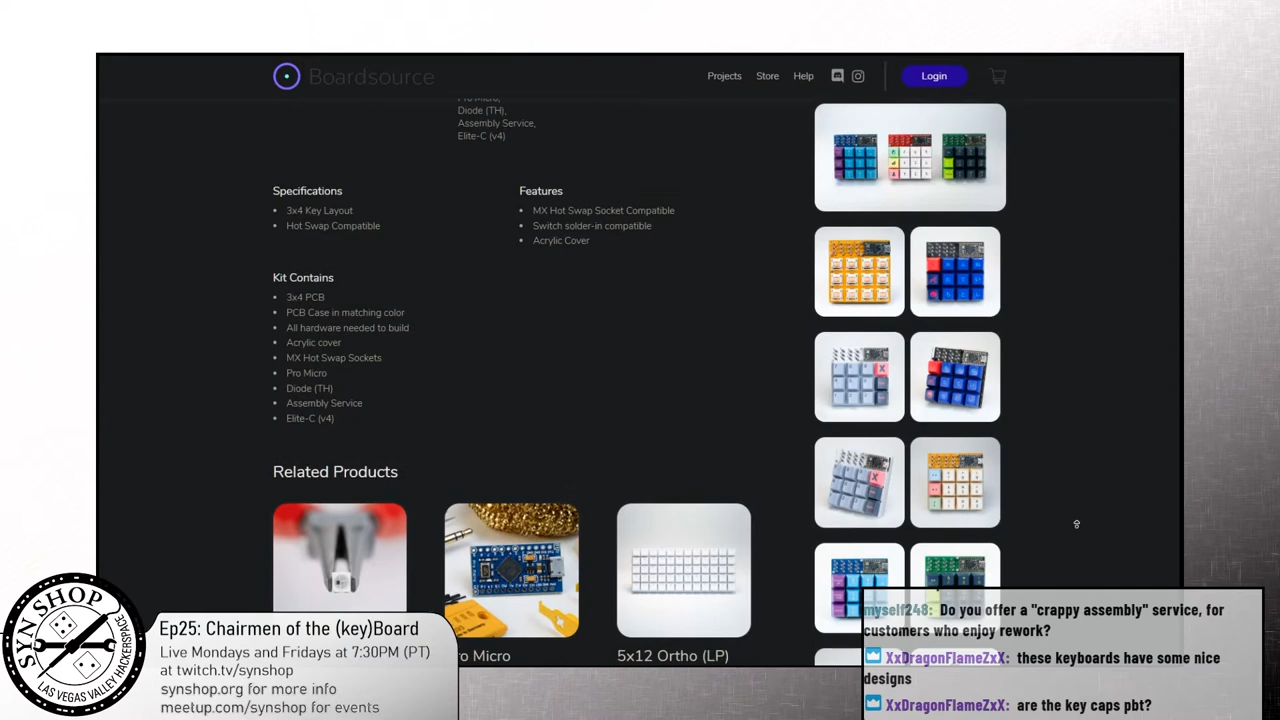 Boardsource
Projects
Store
Help
Login
Pro Micro,
Diode (TH),
Assembly Service,
Elite-C (v4)
Specifications
3x4 Key Layout
Hot Swap Compatible
Features
MX Hot Swap Socket Compatible
Switch solder-in compatible
Acrylic Cover
Kit Contains
3x4 PCB
PCB Case in matching color
All hardware needed to build
Acrylic cover
MX Hot Swap Sockets
Pro Micro
Diode (TH)
Assembly Service
Elite-C (v4)
Related Products
ro Micro
5x12 Ortho (LP)
SYN SHOP
LAS VEGAS VALLEY HACKERSPACE
Ep25: Chairmen of the (key)Board
Live Mondays and Fridays at 7:30PM (PT)
at twitch.tv/synshop
synshop.org for more info
meetup.com/synshop for events
myself248: Do you offer a "crappy assembly" service, for
customers who enjoy rework?
XxDragonFlameZxX: these keyboards have some nice
designs
XxDragonFlameZxX: are the key caps pbt?